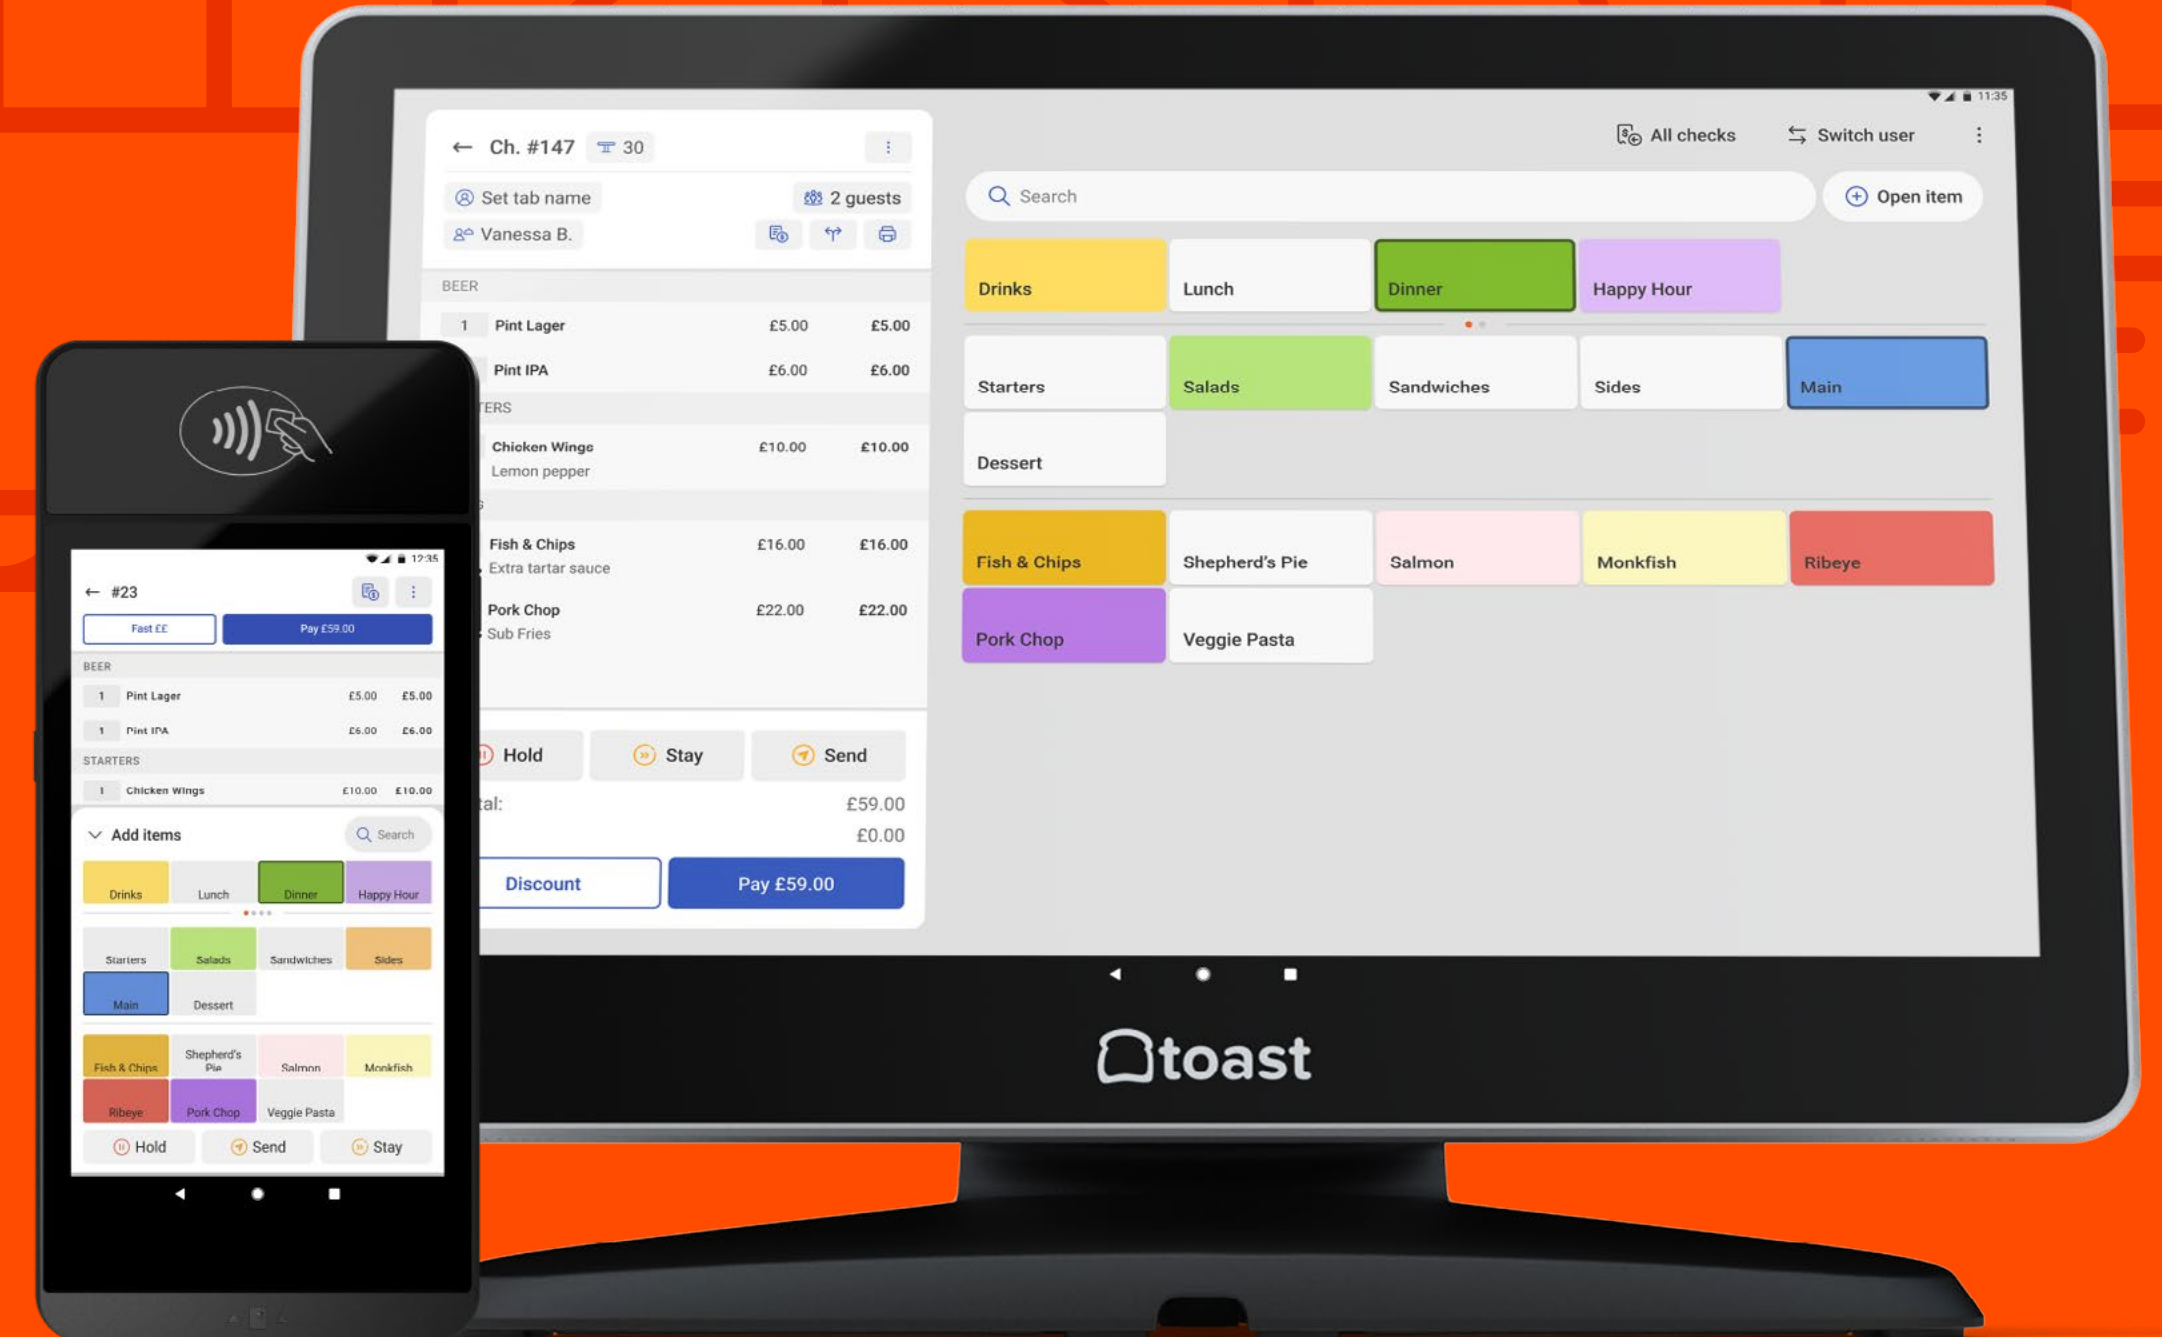 11:35
Ch. #147 30
All checks Switch user
Set tab name 2 guests
Search Open item
Vanessa B.
Drinks Lunch Dinner Happy Hour
BEER
1 Pint Lager £5.00 £5.00
Pint IPA £6.00 £6.00
TERS
Chicken Wings £10.00 £10.00
Lemon pepper
Fish & Chips £16.00 £16.00
Extra tartar sauce
Pork Chop £22.00 £22.00
Sub Fries
Hold Stay Send
tal: £59.00
£0.00
Discount Pay £59.00
Starters Salads Sandwiches Sides Main
Dessert
Fish & Chips Shepherd's Pie Salmon Monkfish Ribeye
Pork Chop Veggie Pasta
toast
12:35
#23
Fast ££ Pay £59.00
BEER
1 Pint Lager £5.00 £5.00
1 Pint IPA £6.00 £6.00
STARTERS
1 Chicken Wings £10.00 £10.00
Add items Search
Drinks Lunch Dinner Happy Hour
Starters Salads Sandwiches Sides
Main Dessert
Fish & Chips Shepherd's Pie Salmon Monkfish
Ribeye Pork Chop Veggie Pasta
Hold Send Stay